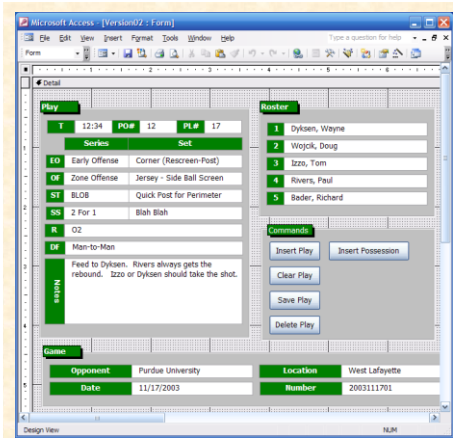 Microsoft Access - [Version02 : Form]
File Edit View Insert Format Tools Window Help Type a question for help
Form
Detail
Play
T 12:34 PO# 12 PL# 17
Series Set
EO Early Offense Corner (Rescreen-Post)
OF Zone Offense Jersey - Side Ball Screen
ST BLOB Quick Post for Perimeter
SS 2 For 1 Blah Blah
R O2
DF Man-to-Man
Notes Feed to Dyksen. Rivers always gets the
rebound. Izzo or Dyksen should take the shot.
Roster
1 Dyksen, Wayne
2 Wojcik, Doug
3 Izzo, Tom
4 Rivers, Paul
5 Bader, Richard
Commands
Insert Play Insert Possession
Clear Play
Save Play
Delete Play
Game
Opponent Purdue University Location West Lafayette
Date 11/17/2003 Number 2003111701
Design View NUM